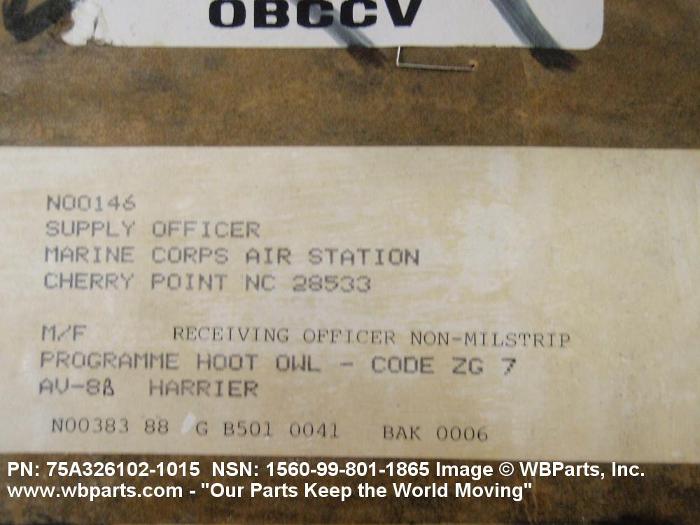 OBCCV
N00146
SUPPLY OFFICER
MARINE CORPS AIR STATION
CHERRY POINT NC 28533
M/F RECEIVING OFFICER NON-MILSTRIP
PROGRAMME HOOT OWL - CODE ZG 7
AV-8B HARRIER
N00383 88 G B501 0041 BAK 0006
PN: 75A326102-1015 NSN: 1560-99-801-1865 Image © WBParts, Inc.
www.wbparts.com - "Our Parts Keep the World Moving"